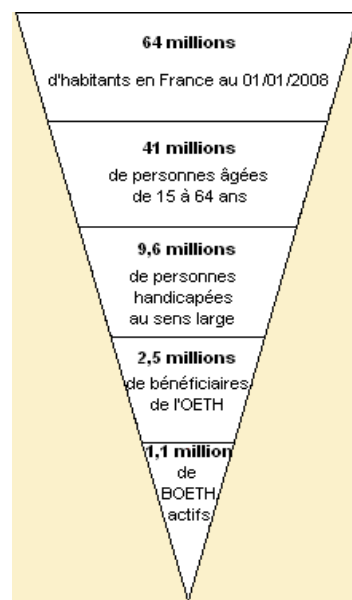 64 millions
d'habitants en France au 01/01/2008
41 millions
de personnes âgées
de 15 à 64 ans
9,6 millions
de personnes
handicapées
au sens large
2,5 millions
de bénéficiaires
de l'OETH
1,1 million
de
BOETH
actifs